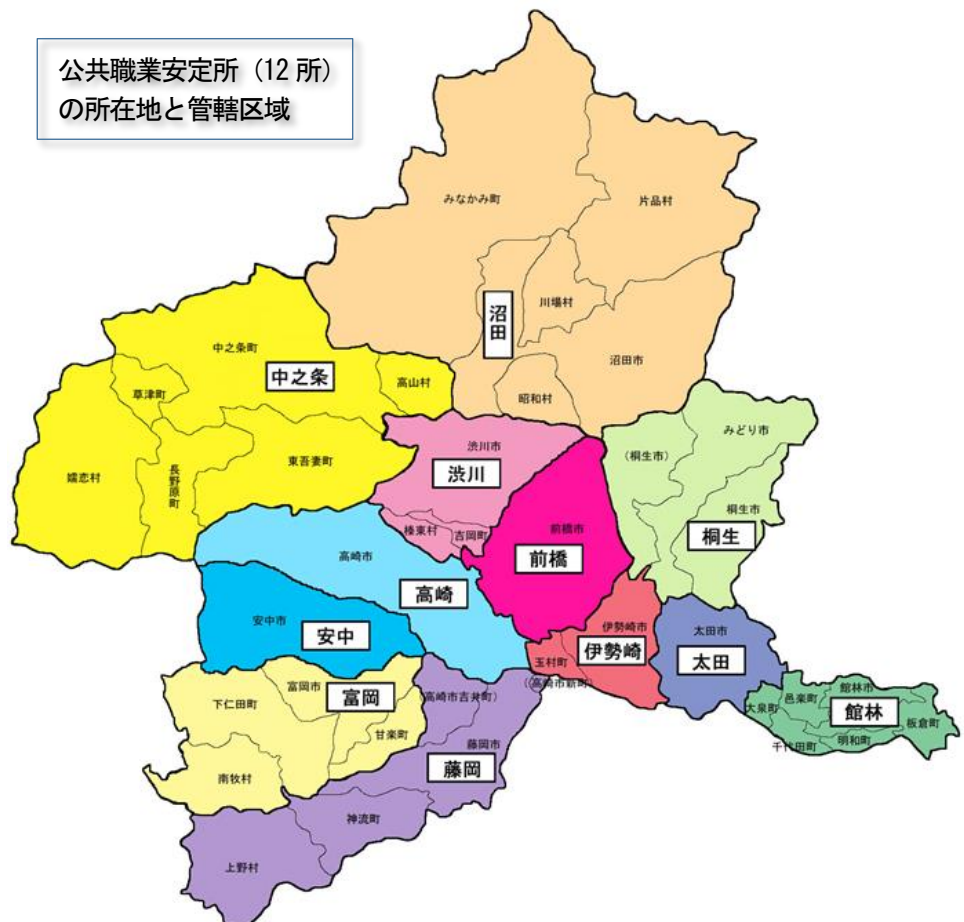 公共職業安定所（12 所）
の所在地と管轄区域
みなかみ町
片品村
川場村
沼田
沼田市
昭和村
中之条町
中之条
高山村
草津町
嬬恋村
長野原町
東吾妻町
渋川市
渋川
榛東村
吉岡町
みどり市
（桐生市）
桐生市
桐生
前橋市
前橋
高崎市
高崎
安中市
安中
伊勢崎市
伊勢崎
玉村町
太田市
太田
館林市
邑楽町
大泉町
館林
板倉町
明和町
千代田町
富岡市
富岡
下仁田町
甘楽町
南牧村
高崎市吉井町）
（（高崎市新町）
藤岡市
藤岡
神流町
上野村